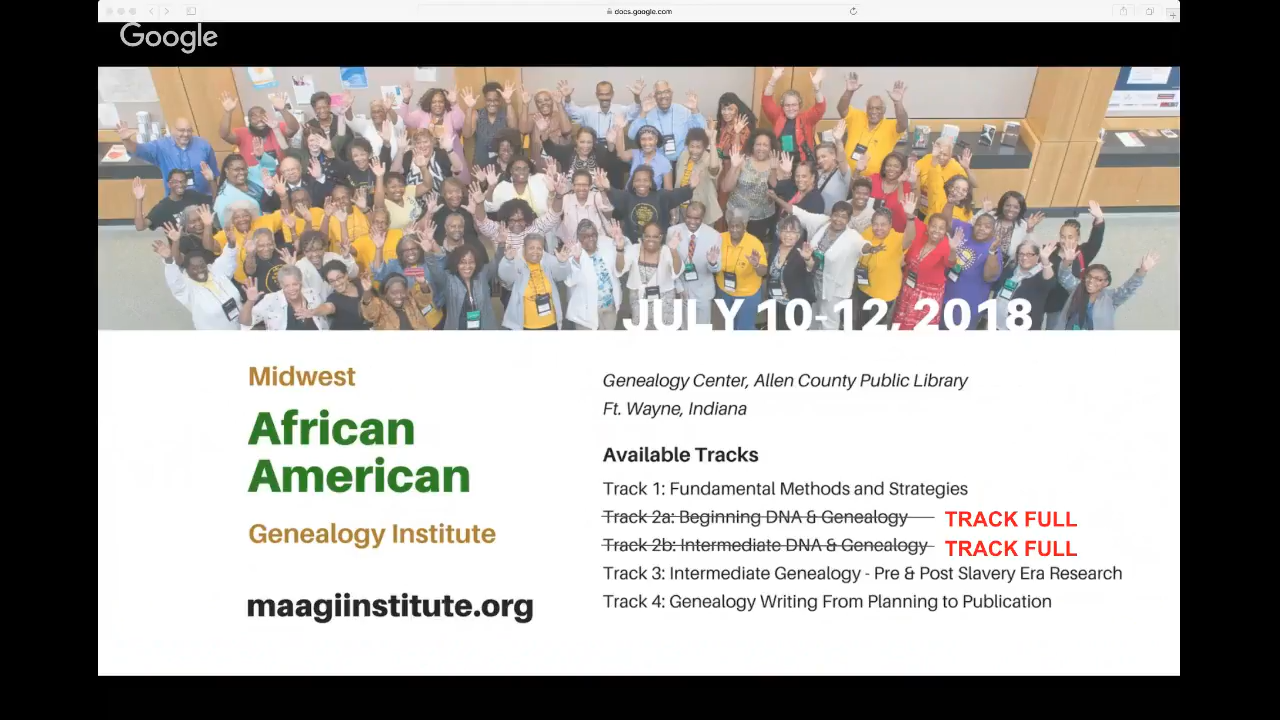 docs.google.com
Google
JULY 10-12, 2018
Midwest
African
American
Genealogy Institute
maagiinstitute.org
Genealogy Center, Allen County Public Library
Ft. Wayne, Indiana
Available Tracks
Track 1: Fundamental Methods and Strategies
Track 2a: Beginning DNA & Genealogy TRACK FULL
Track 2b: Intermediate DNA & Genealogy TRACK FULL
Track 3: Intermediate Genealogy - Pre & Post Slavery Era Research
Track 4: Genealogy Writing From Planning to Publication